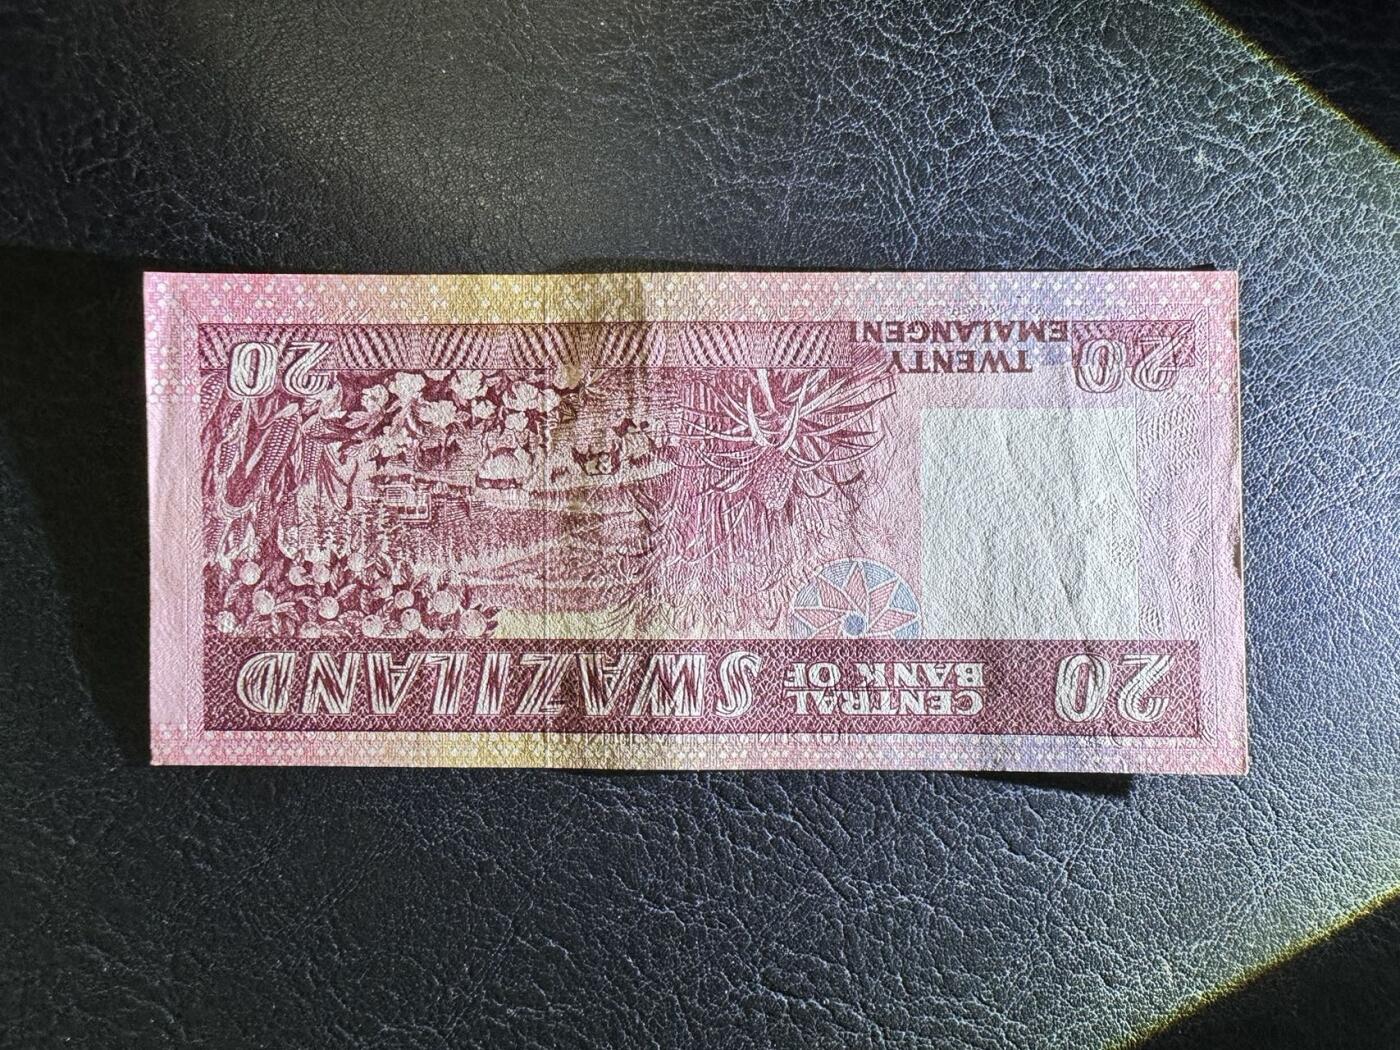 20 CENTRAL
BANK OF SWAZILAND
20 TWENTY
EMALANGENI 20